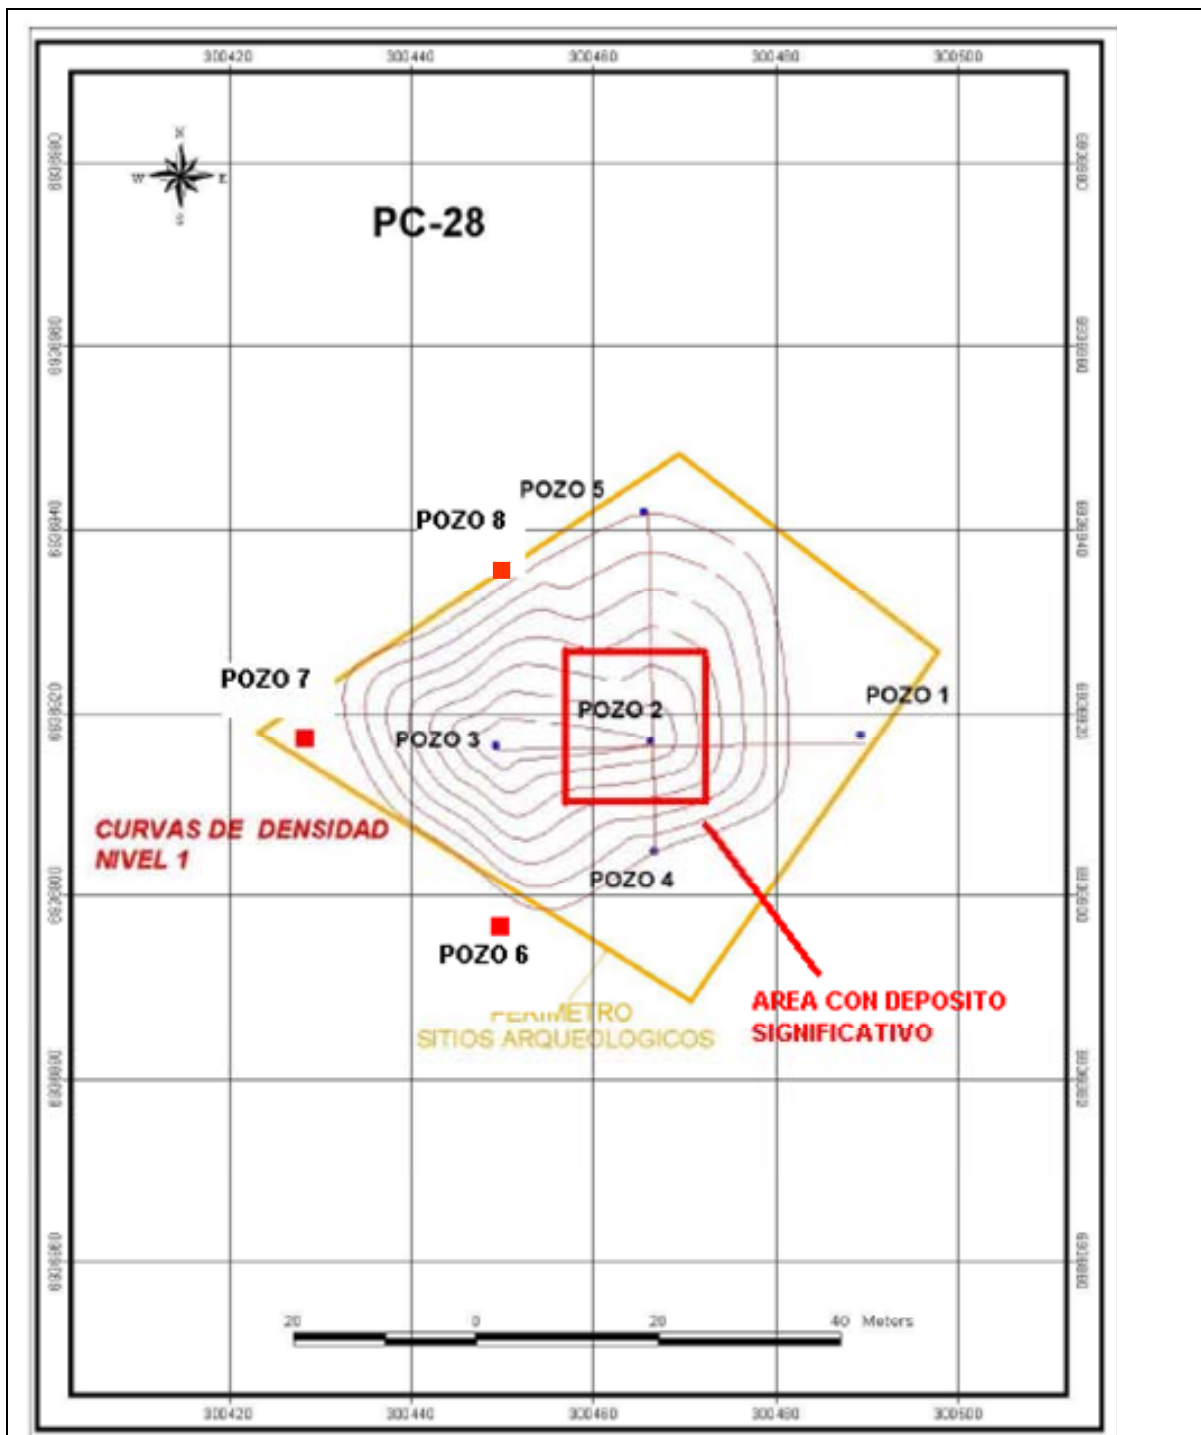 300420 300440 300460 300480 300500
N
W E
S
PC-28
POZO 5
POZO 8
POZO 7
POZO 1
POZO 2
POZO 3
CURVAS DE DENSIDAD
NIVEL 1
POZO 4
POZO 6
PERIMETRO
SITIOS ARQUEOLOGICOS
AREA CON DEPOSITO
SIGNIFICATIVO
20 0 20 40 Meters
300420 300440 300460 300480 300500